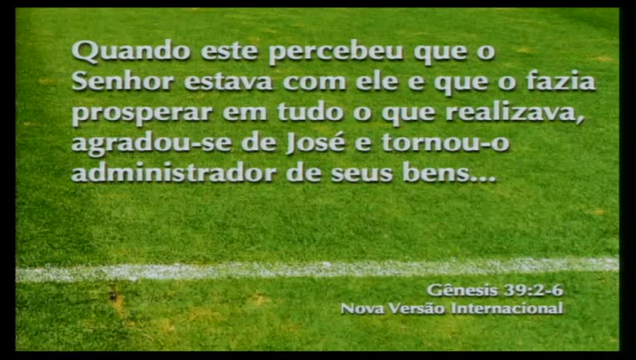 Quando este percebeu que o
Senhor estava com ele e que o fazia
prosperar em tudo o que realizava,
agradou-se de José e tornou-o
administrador de seus bens...
Gênesis 39:2-6
Nova Versão Internacional